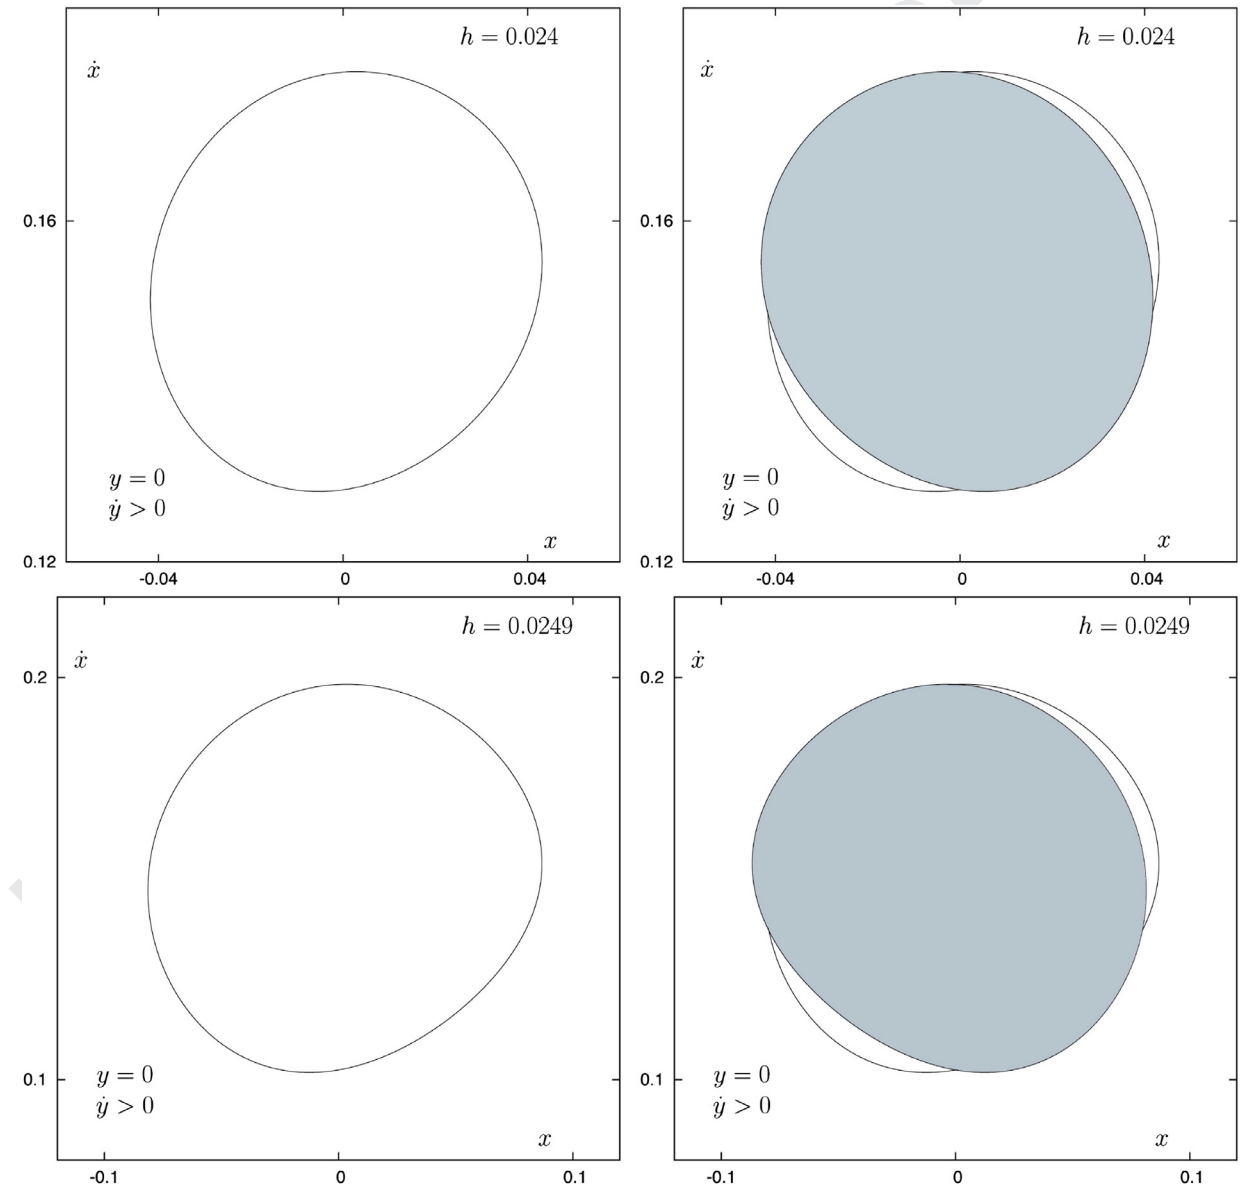 h = 0.024
ẋ
0.16
y = 0
ẏ > 0
x
0.12
-0.04 0 0.04
h = 0.024
ẋ
0.16
y = 0
ẏ > 0
x
0.12
-0.04 0 0.04
h = 0.0249
ẋ
0.2
y = 0
ẏ > 0
0.1
x
-0.1 0 0.1
h = 0.0249
ẋ
0.2
y = 0
ẏ > 0
0.1
x
-0.1 0 0.1